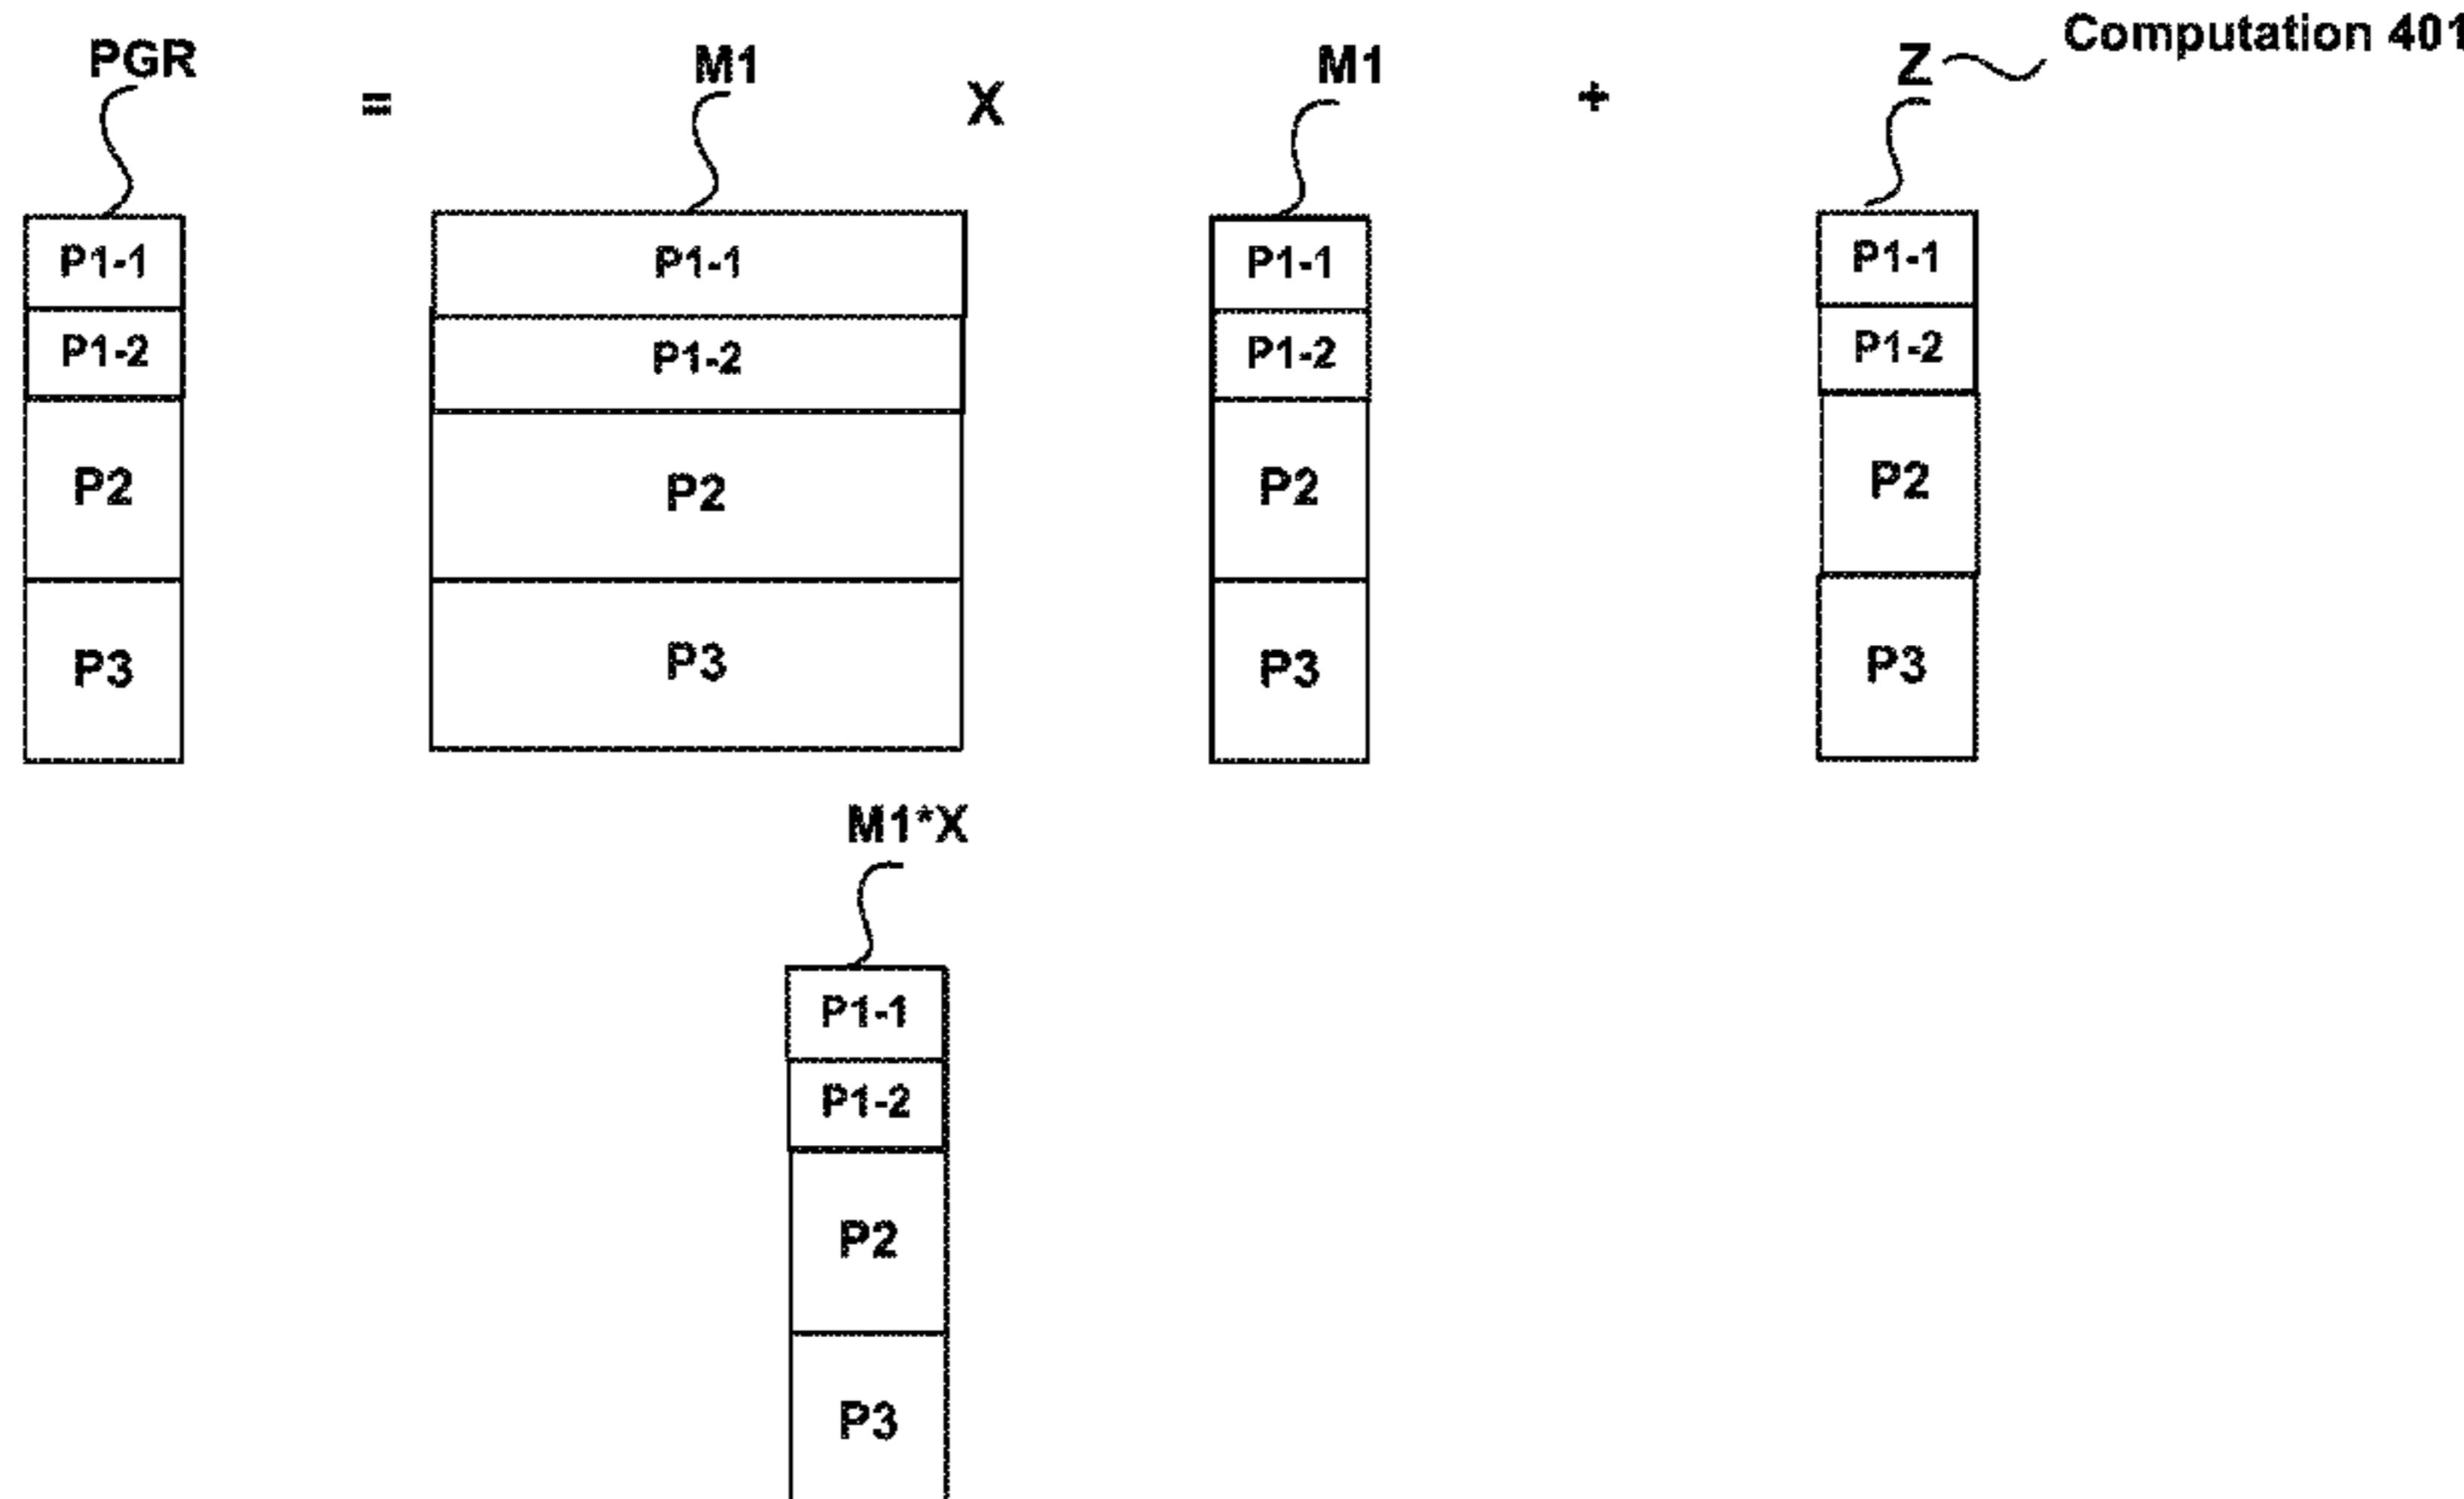 Computation 401
PGR = M1 X M1 + Z
P1-1 P1-1 P1-1 P1-1
P1-2 P1-2 P1-2 P1-2
P2 P2 P2 P2
P3 P3 P3 P3
M1*X
P1-1
P1-2
P2
P3